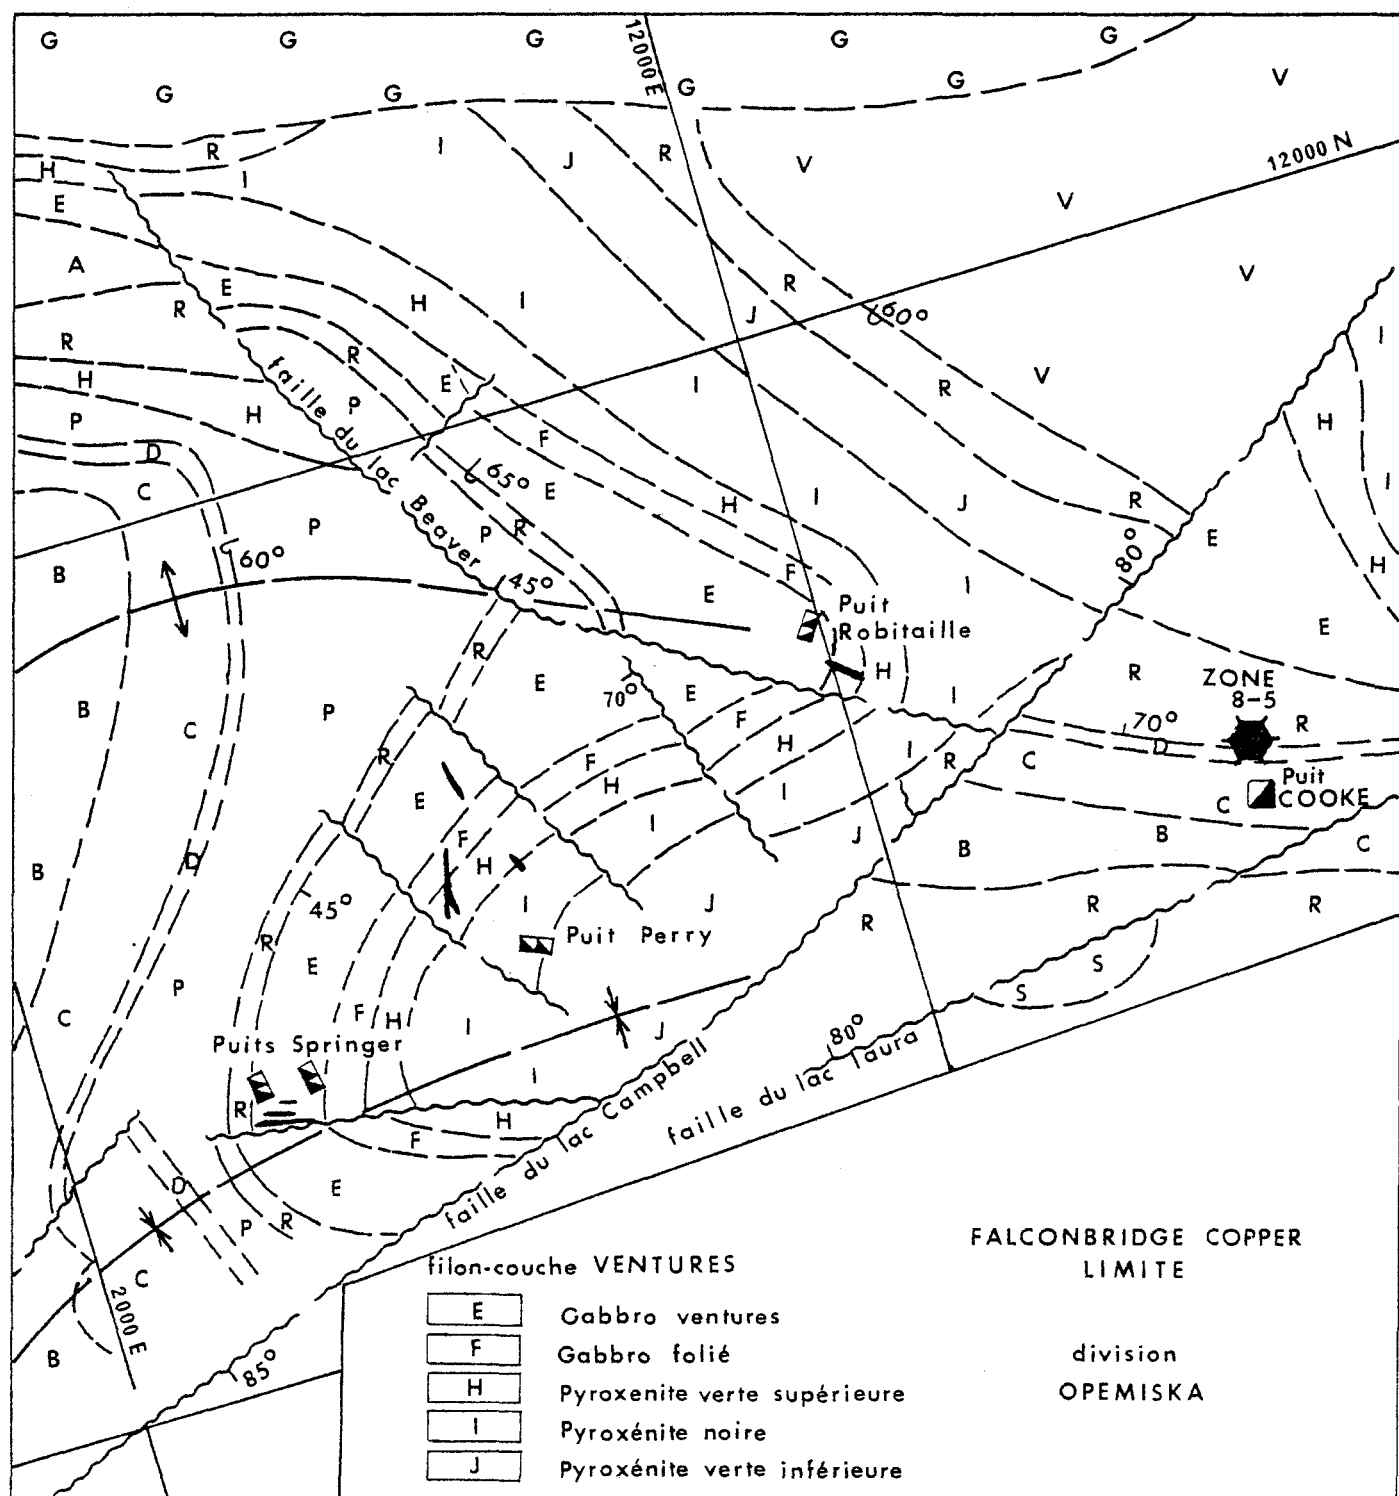 G G G G G
G G G G G V
12000 E
12000 N
R I J R V
H I
E V
A E H I J R 60° V
R
R R I
H H P E R V I
P F H
D C 65° E H I J R I
P P R E
B 60° 45° F I 80° H
faille du lac Beaver
E Puit
Robitaille
E
R E 70° E H I R ZONE
8-5
B C P F I 70° R
R F H R C D
E H I C Puit
COOKE
F I J B B C
B D H
45° I J R R R
R Puit Perry
E S
P S
C F H I J
Puits Springer
80°
faille du lac Laura
I
R H
F
faille du lac Campbell
D E
P R
C
2000 E
B
85°
FALCONBRIDGE COPPER
LIMITE
division
OPEMISKA
filon-couche VENTURES
E Gabbro ventures
F Gabbro folié
H Pyroxenite verte supérieure
I Pyroxénite noire
J Pyroxénite verte inférieure